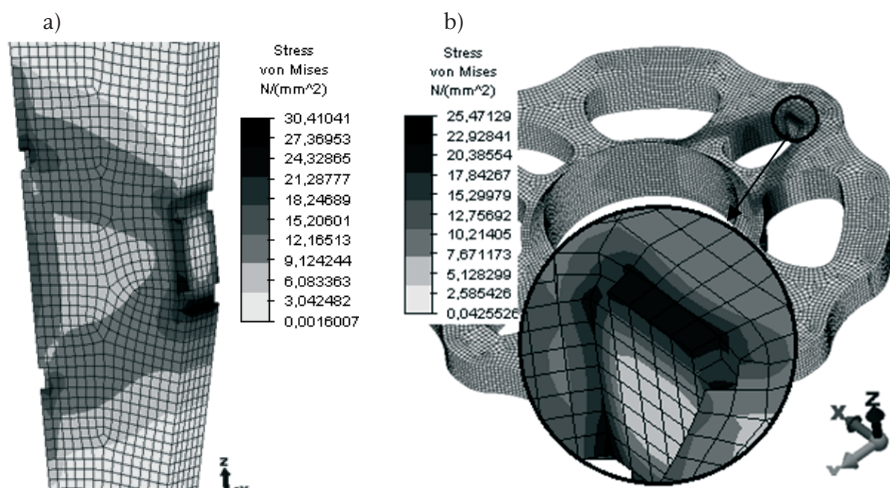 a)
Stress
von Mises
N/(mm^2)
30,41041
27,36953
24,32865
21,28777
18,24689
15,20601
12,16513
9,124244
6,083363
3,042482
0,0016007
z
b)
Stress
von Mises
N/(mm^2)
25,47129
22,92841
20,38554
17,84267
15,29979
12,75692
10,21405
7,671173
5,128299
2,585426
0,0425526
X
Z
Y